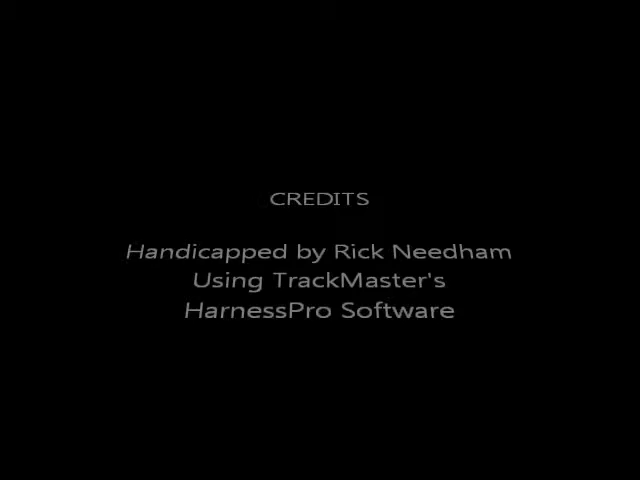 CREDITS
Handicapped by Rick Needham
Using TrackMaster's
HarnessPro Software